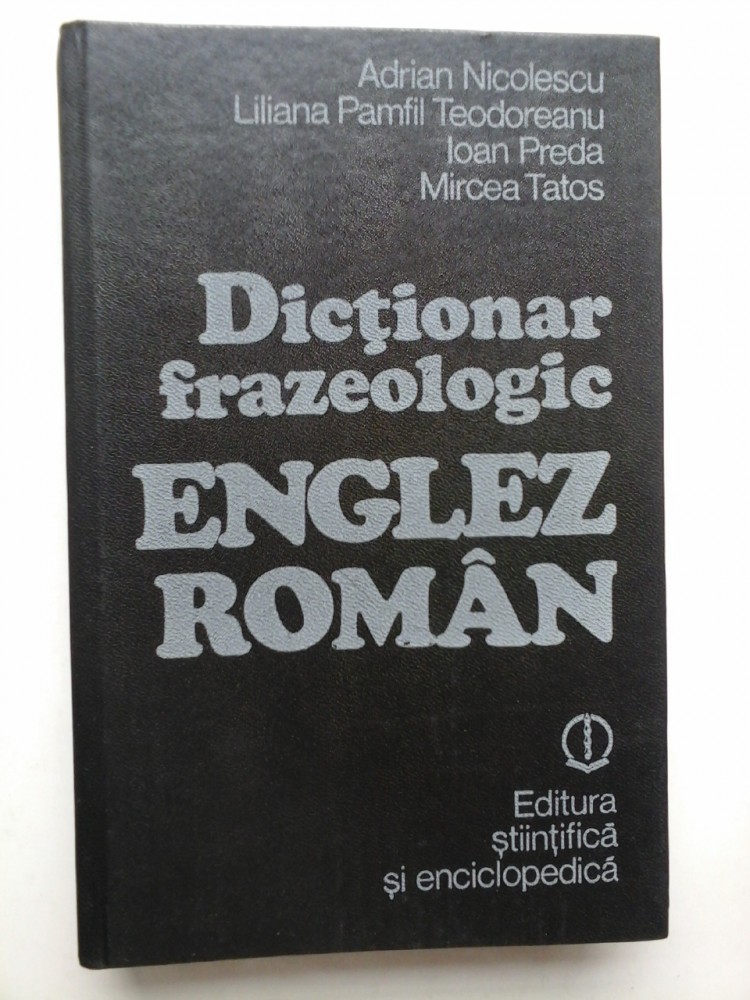 Adrian Nicolescu
Liliana Pamfil Teodoreanu
Ioan Preda
Mircea Tatos
Dicţionar
frazeologic
ENGLEZ
ROMÂN
Editura
ştiinţifică
şi enciclopedică